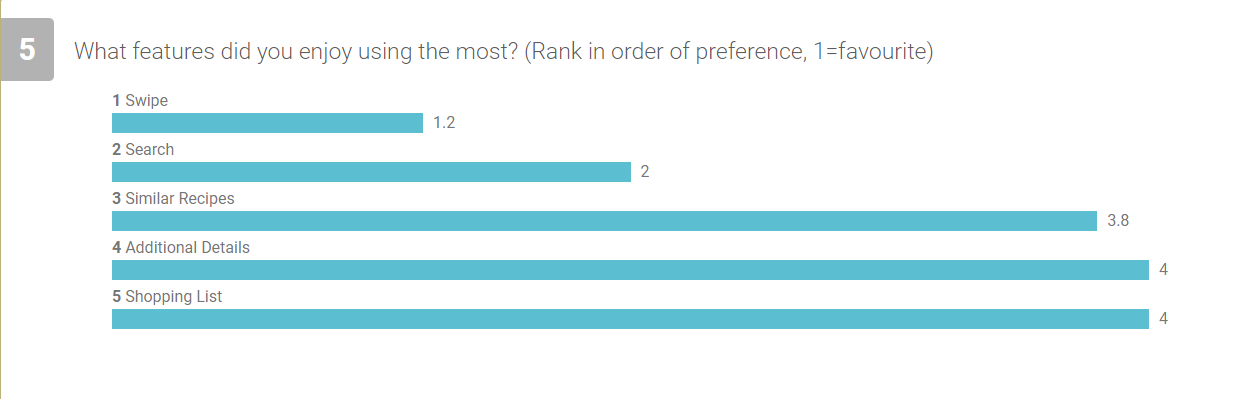 5
What features did you enjoy using the most? (Rank in order of preference, 1=favourite)
1 Swipe
1.2
2 Search
2
3 Similar Recipes
3.8
4 Additional Details
4
5 Shopping List
4